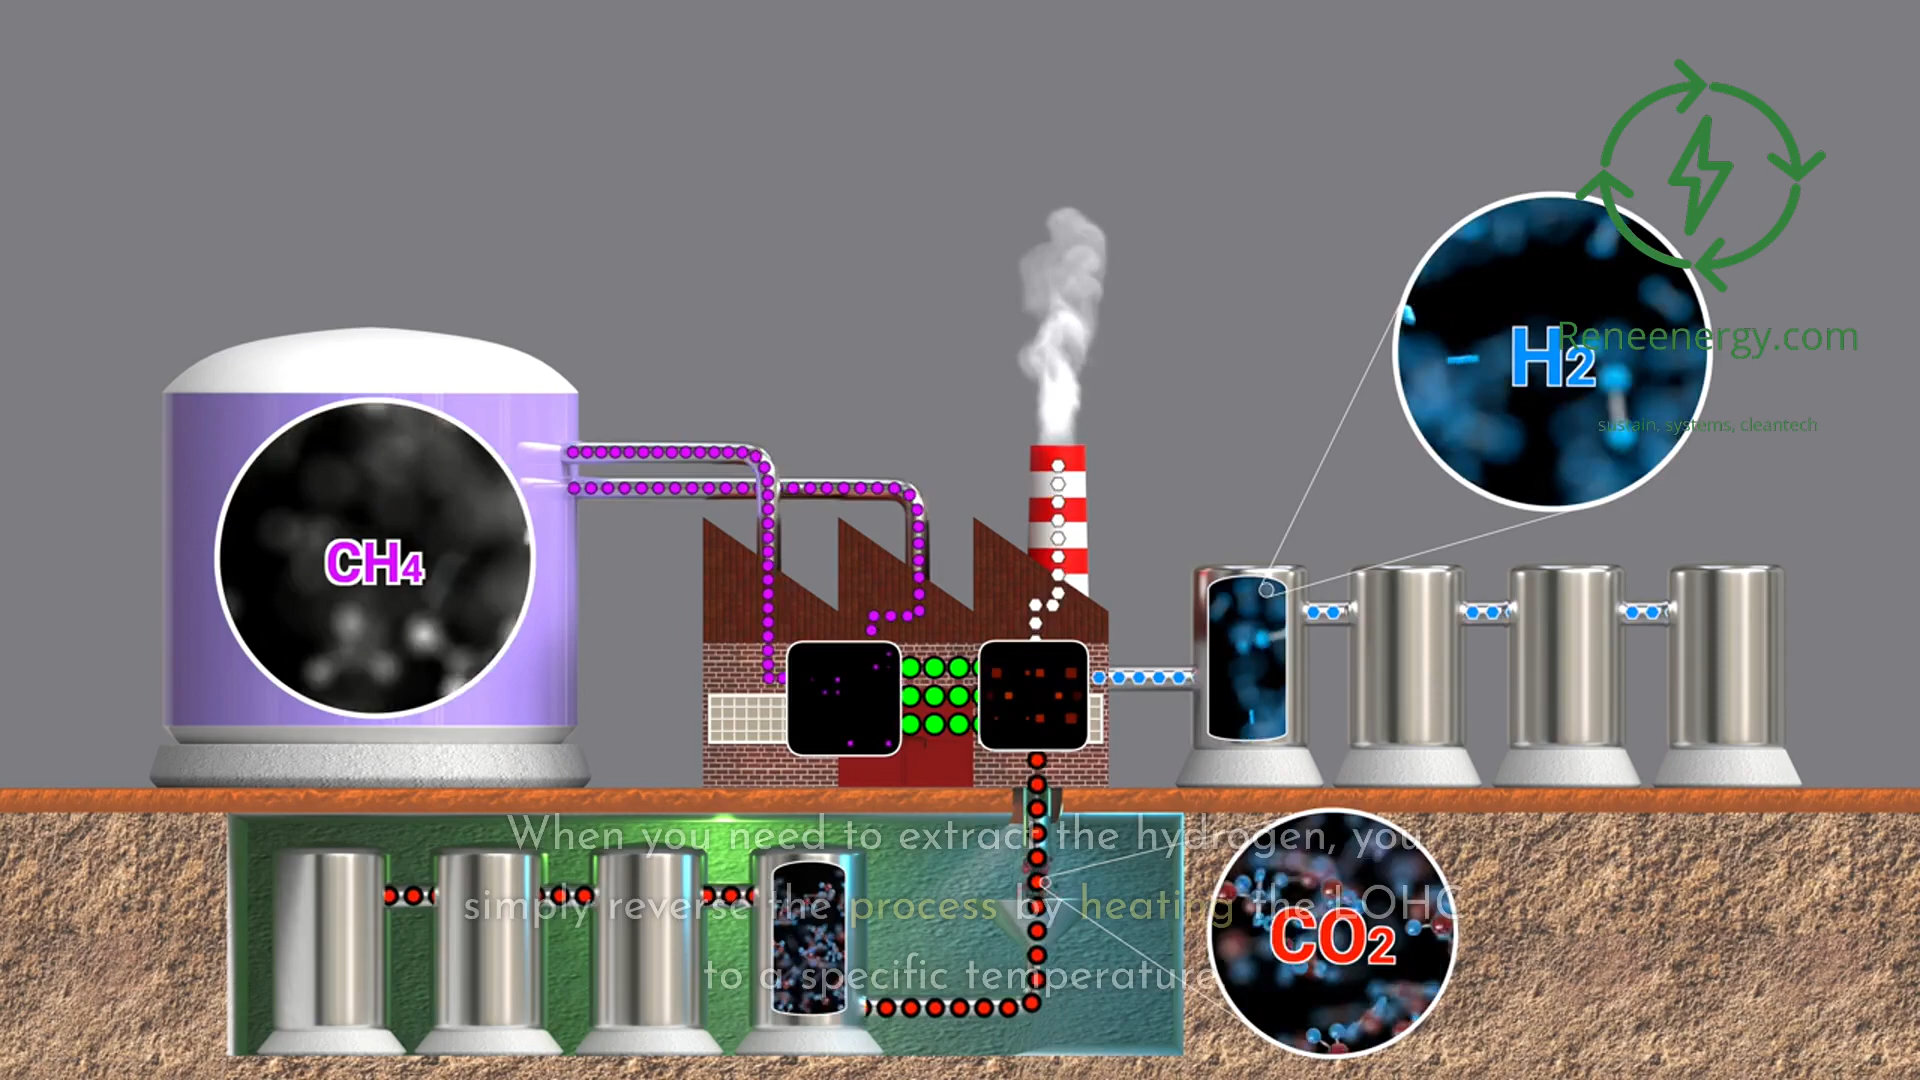 Reneenergy.com
H2
sustain, systems, cleantech
CH4
When you need to extract the hydrogen, you
simply reverse the process by heating the LOHC
to a specific temperature
CO2